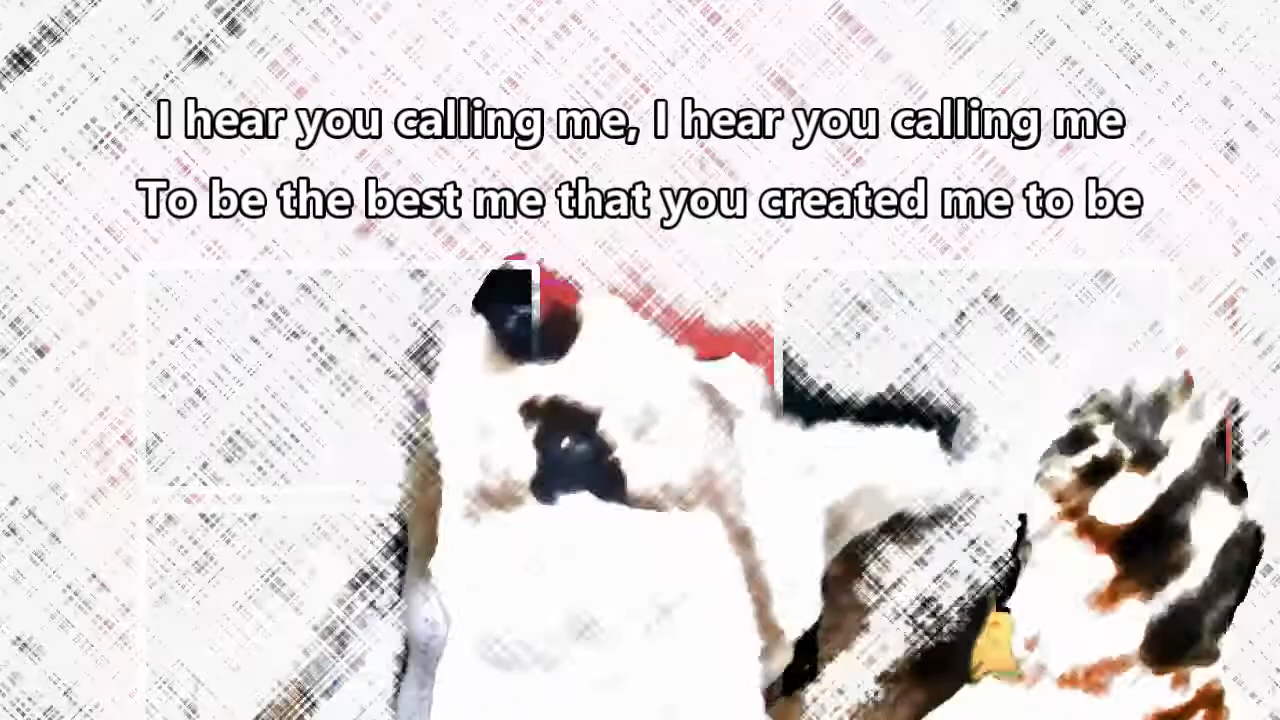 I hear you calling me, I hear you calling me
To be the best me that you created me to be